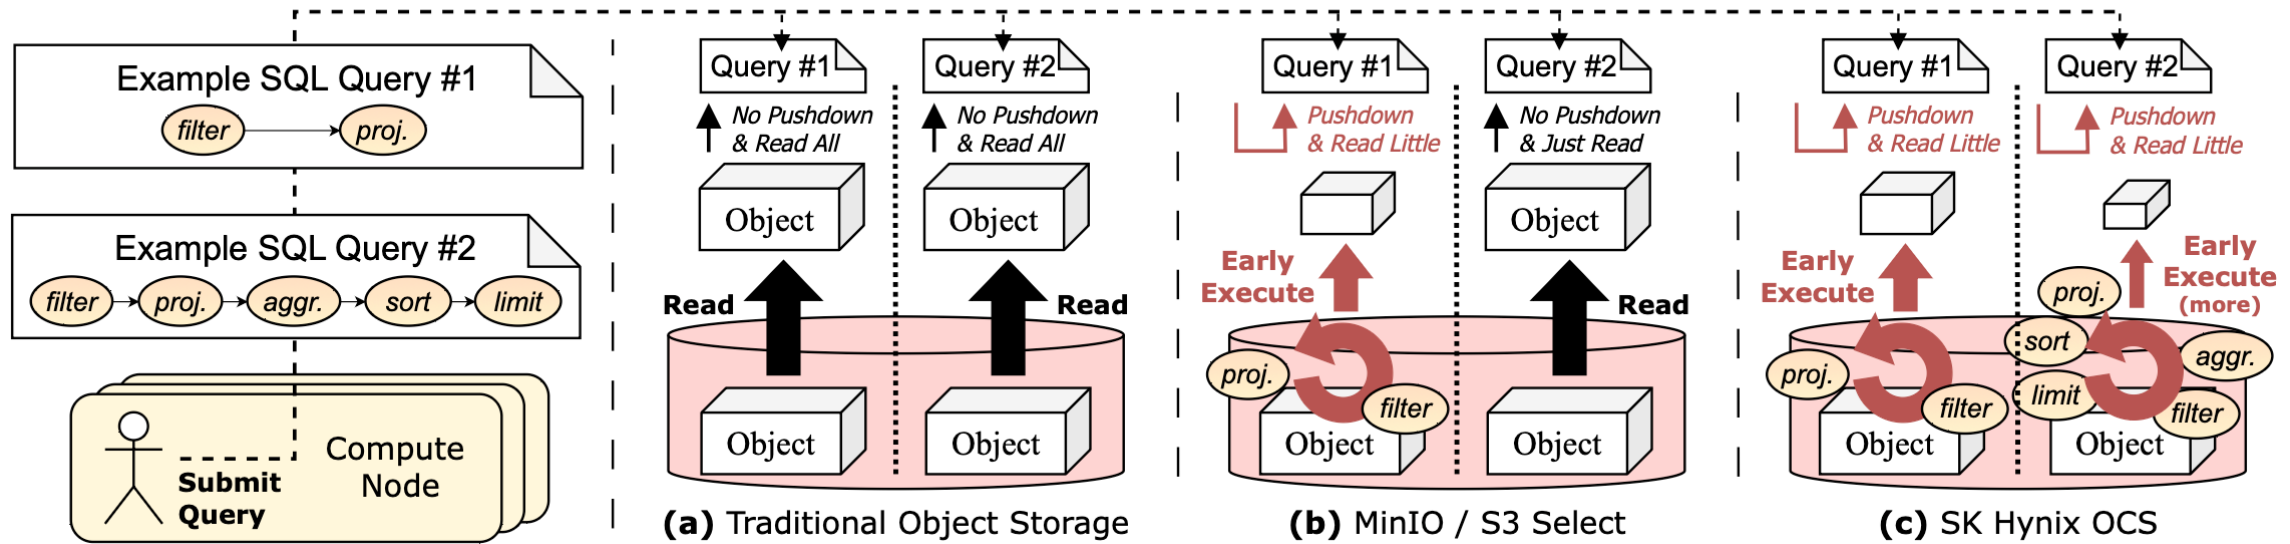 Example SQL Query #1
filter
proj.
Example SQL Query #2
filter
proj.
aggr.
sort
limit
Submit
Query
Compute
Node
Query #1
No Pushdown
& Read All
Object
Read
Object
Query #2
No Pushdown
& Read All
Object
Read
Object
(a) Traditional Object Storage
Query #1
Pushdown
& Read Little
Early
Execute
proj.
filter
Object
Query #2
No Pushdown
& Just Read
Object
Read
Object
(b) MinIO / S3 Select
Query #1
Pushdown
& Read Little
Early
Execute
proj.
filter
Object
Query #2
Pushdown
& Read Little
Early
Execute
(more)
proj.
sort
aggr.
limit
filter
Object
(c) SK Hynix OCS